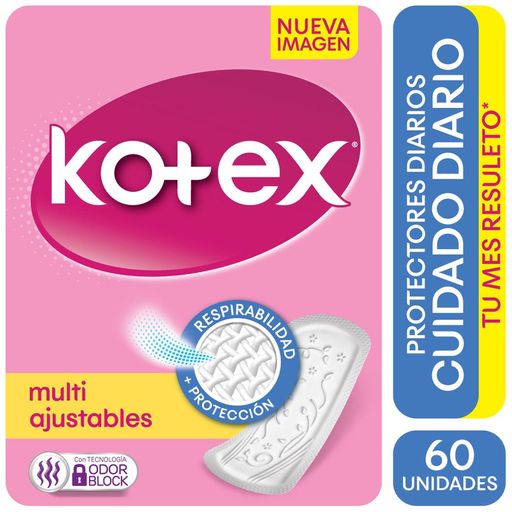 NUEVA
IMAGEN
kotex
RESPIRABILIDAD
+ PROTECCIÓN
multi
ajustables
Con TECNOLOGÍA
ODOR
BLOCK
PROTECTORES DIARIOS
CUIDADO DIARIO
TU MES RESULETO*
60
UNIDADES